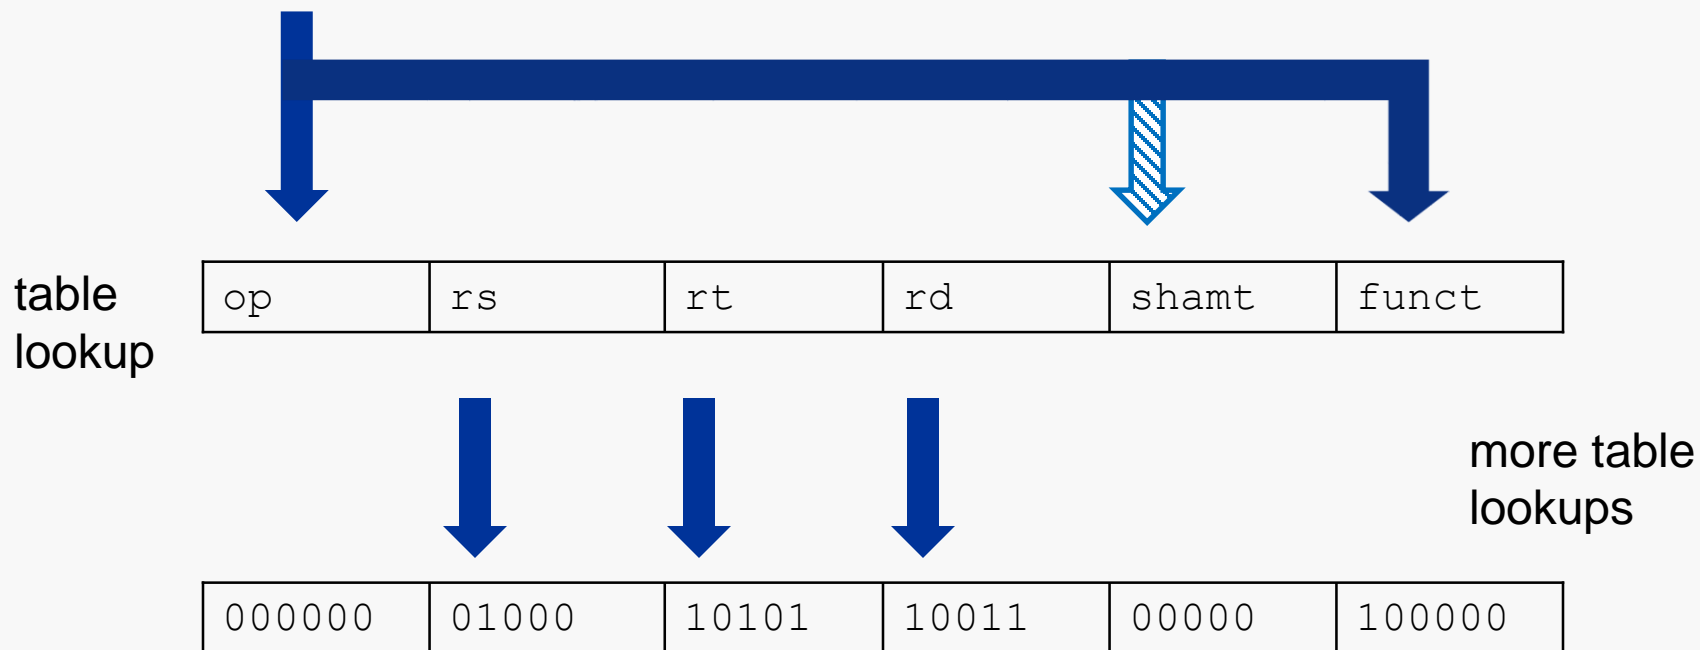 table
lookup
op rs rt rd shamt funct
more table
lookups
000000 01000 10101 10011 00000 100000